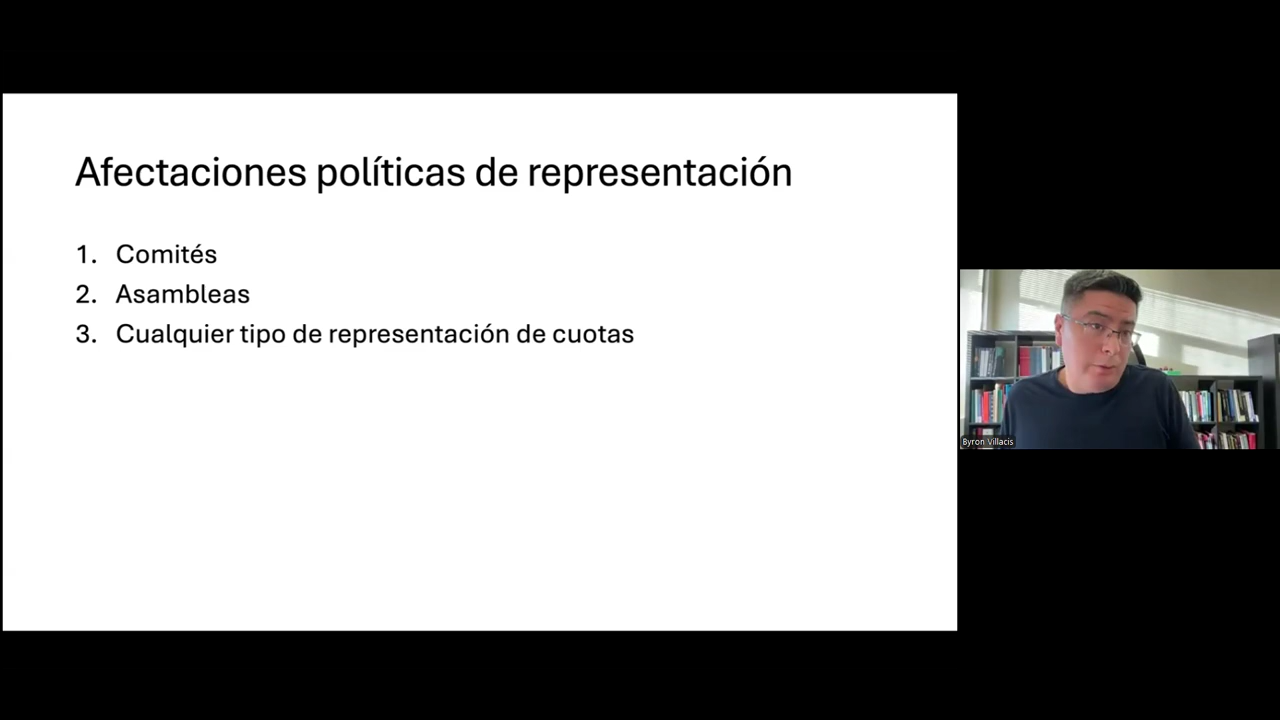 Afectaciones políticas de representación
1. Comités
2. Asambleas
3. Cualquier tipo de representación de cuotas
Byron Villacis